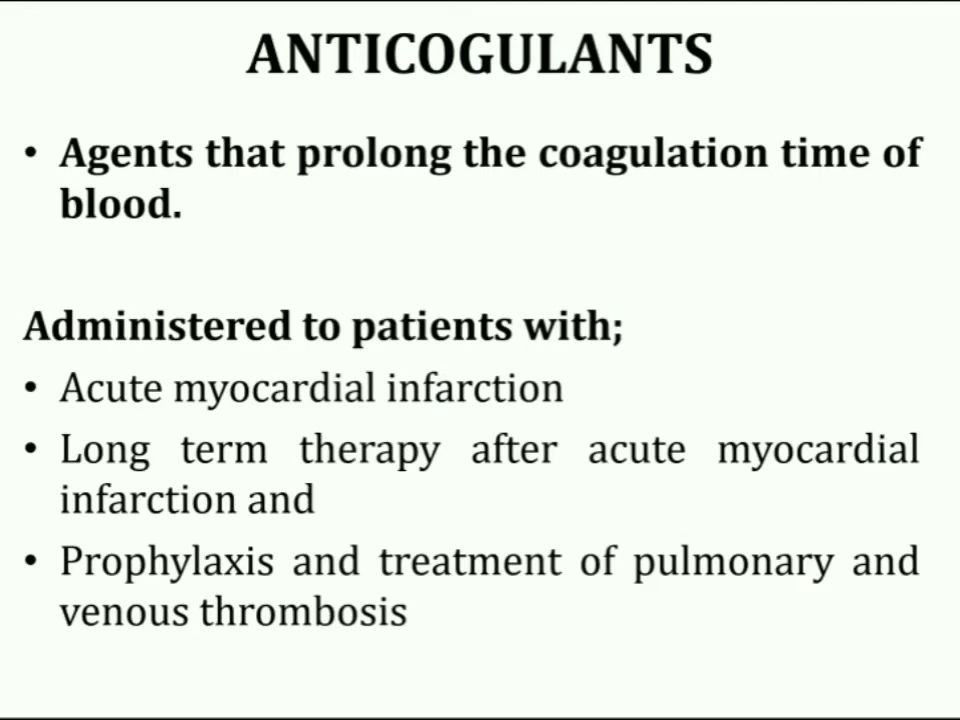 ANTICOGULANTS
• Agents that prolong the coagulation time of
blood.
Administered to patients with;
• Acute myocardial infarction
• Long term therapy after acute myocardial
infarction and
• Prophylaxis and treatment of pulmonary and
venous thrombosis